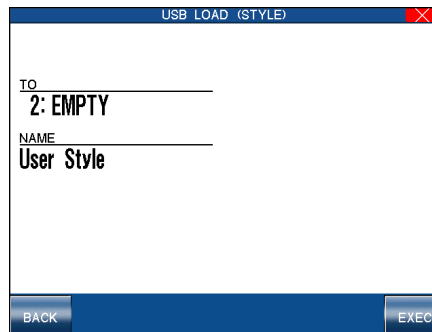 USB LOAD (STYLE)
TO
2: EMPTY
NAME
User Style
BACK
EXEC